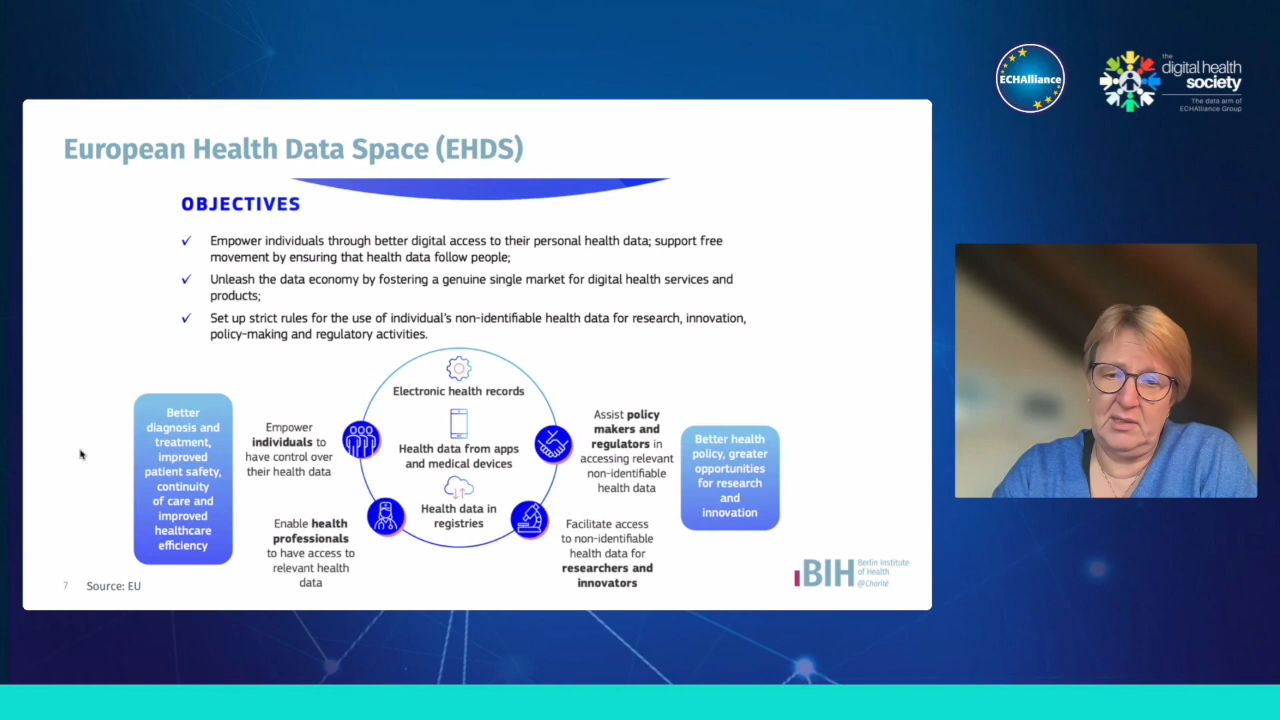 ECHAlliance
the
digital health
society
The data arm of
ECHAlliance Group
European Health Data Space (EHDS)
OBJECTIVES
✓ Empower individuals through better digital access to their personal health data; support free
movement by ensuring that health data follow people;
✓ Unleash the data economy by fostering a genuine single market for digital health services and
products;
✓ Set up strict rules for the use of individual's non-identifiable health data for research, innovation,
policy-making and regulatory activities.
Better
diagnosis and
treatment,
improved
patient safety,
continuity
of care and
improved
healthcare
efficiency
Empower
individuals to
have control over
their health data
Enable health
professionals
to have access to
relevant health
data
Electronic health records
Health data from apps
and medical devices
Health data in
registries
Assist policy
makers and
regulators in
accessing relevant
non-identifiable
health data
Facilitate access
to non-identifiable
health data for
researchers and
innovators
Better health
policy, greater
opportunities
for research
and
innovation
7 Source: EU
BIH
Berlin Institute
of Health
@Charité